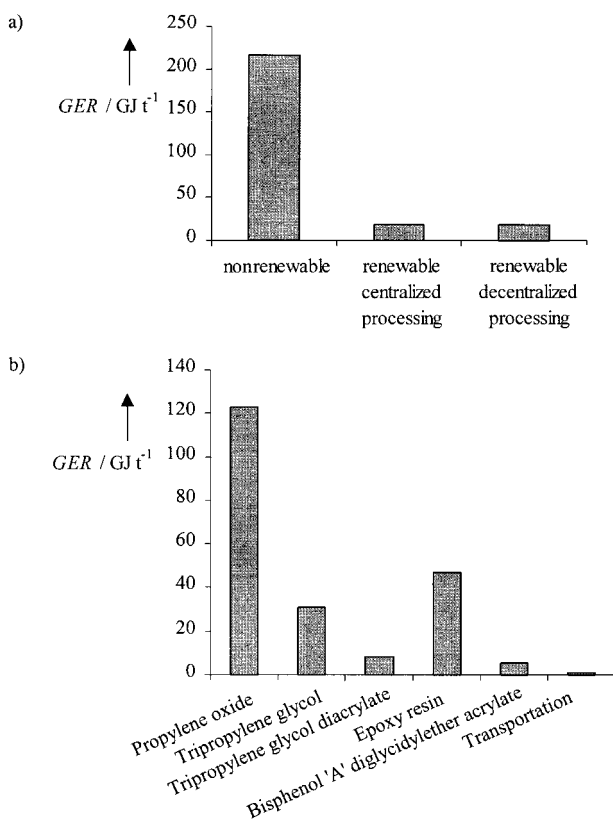 a)
GER / GJ t⁻¹
250
200
150
100
50
0
nonrenewable
renewable centralized processing
renewable decentralized processing
b)
GER / GJ t⁻¹
140
120
100
80
60
40
20
0
Propylene oxide
Tripropylene glycol
Tripropylene glycol diacrylate
Epoxy resin
Bisphenol 'A' diglycidylether acrylate
Transportation